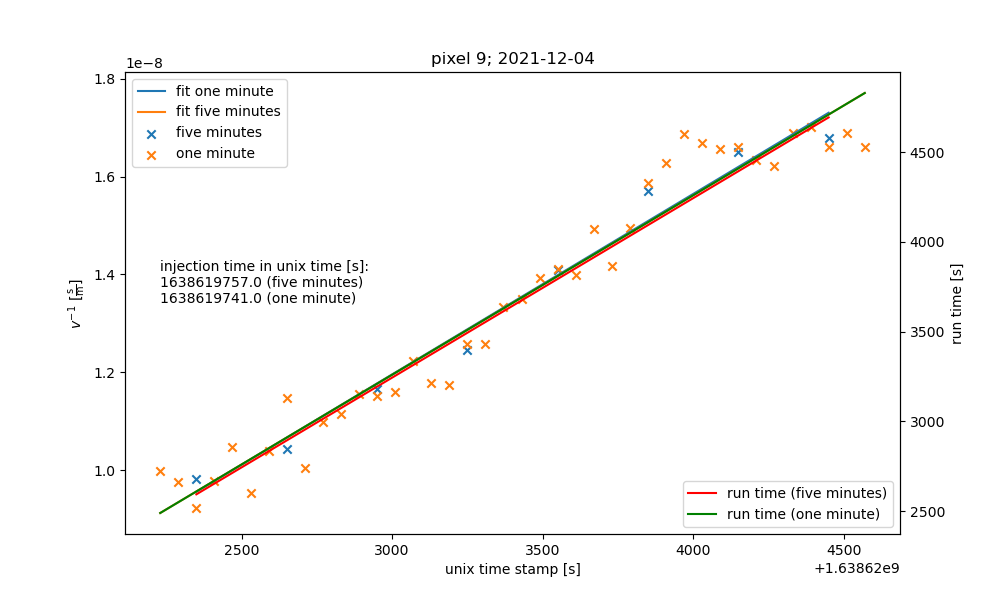 pixel 9; 2021-12-04
1e−8
1.8
1.6
1.4
1.2
1.0
v⁻¹ [s/m]
fit one minute
fit five minutes
five minutes
one minute
injection time in unix time [s]:
1638619757.0 (five minutes)
1638619741.0 (one minute)
run time (five minutes)
run time (one minute)
4500
4000
3500
3000
2500
run time [s]
2500
3000
3500
4000
4500
unix time stamp [s]
+1.63862e9